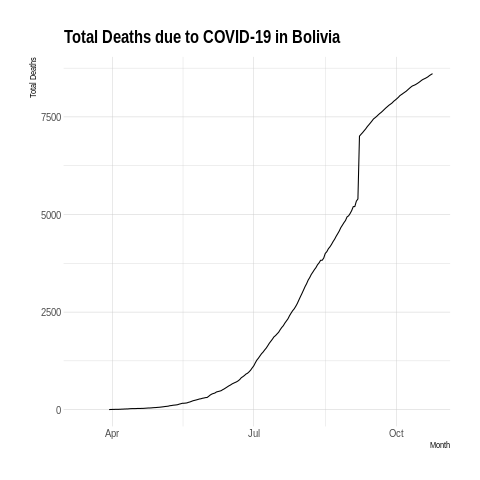 Total Deaths due to COVID-19 in Bolivia
Total Deaths
7500
5000
2500
0
Apr
Jul
Oct
Month